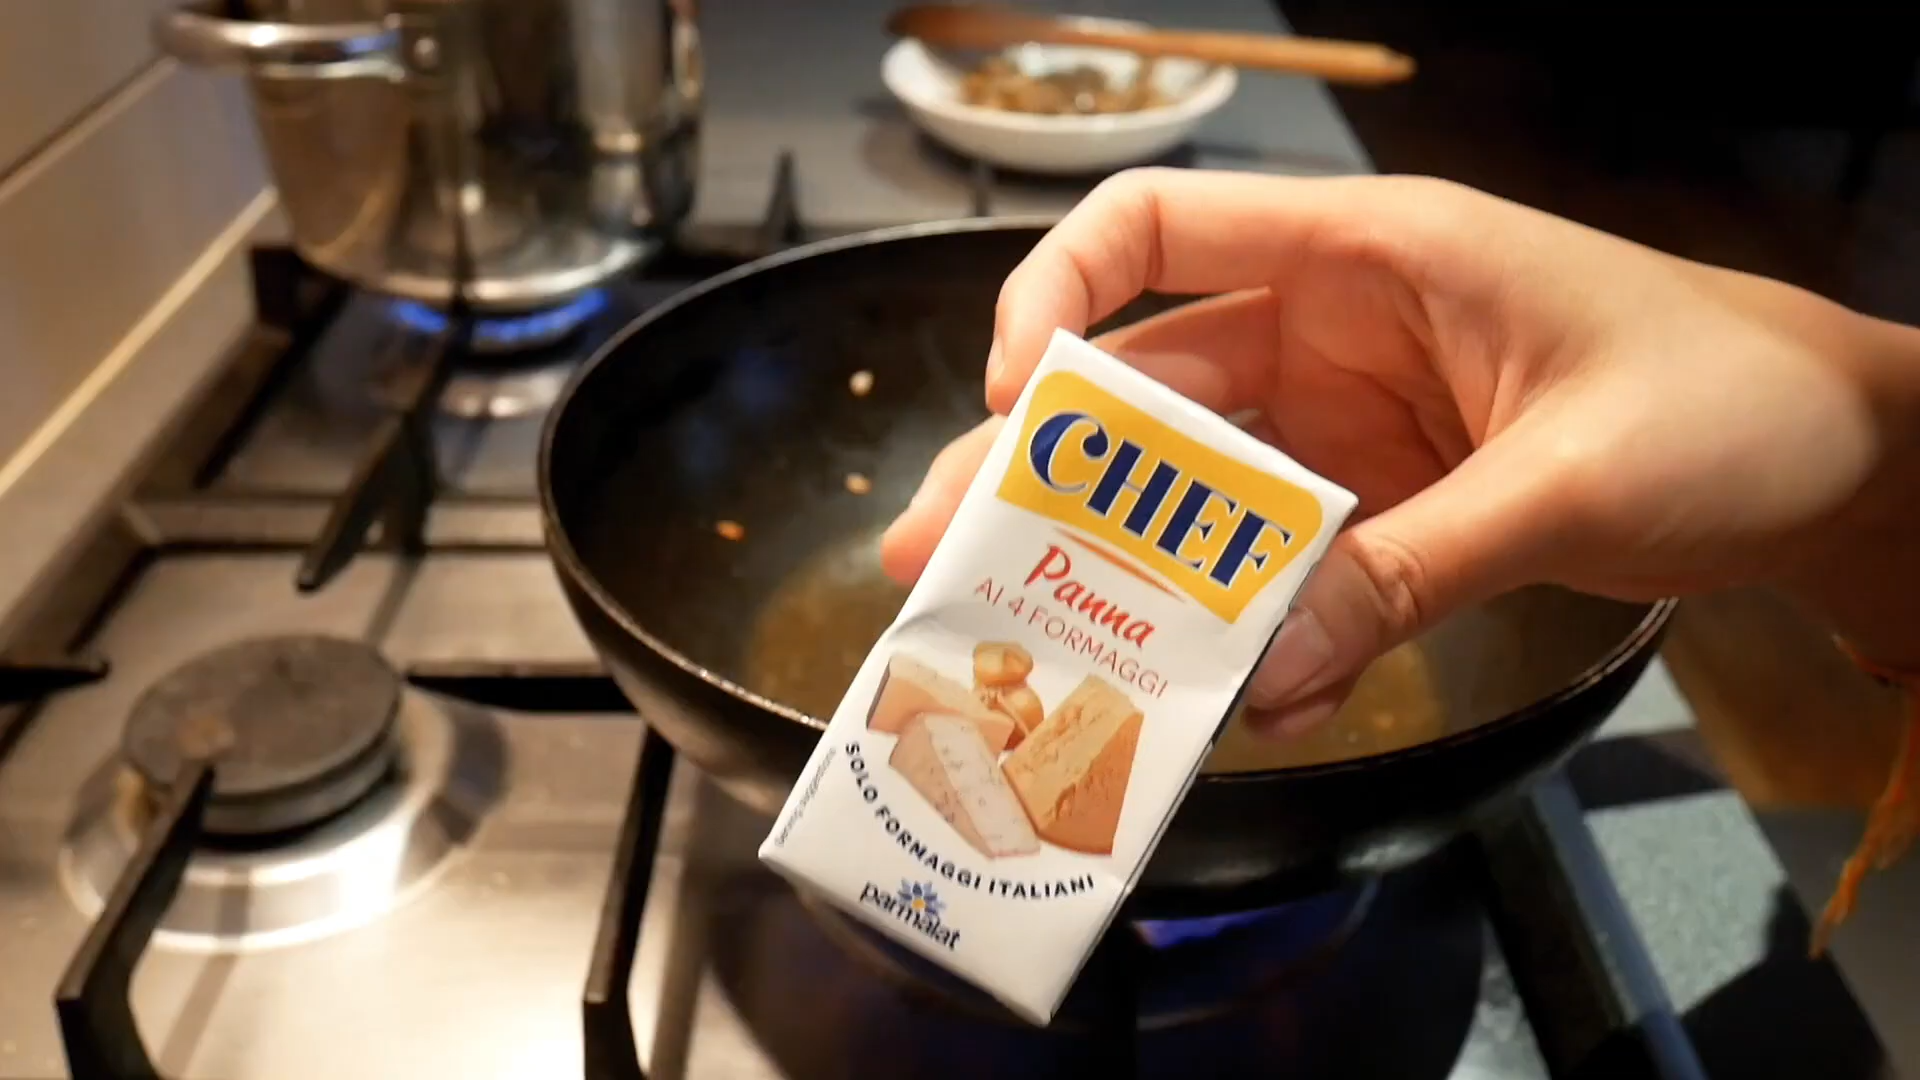 CHEF
Panna
AI 4 FORMAGGI
SOLO FORMAGGI ITALIANI
parmalat